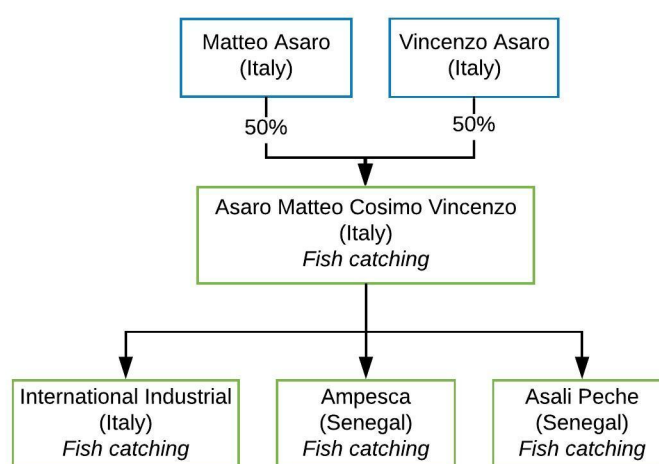 Matteo Asaro
(Italy)
Vincenzo Asaro
(Italy)
50%
50%
Asaro Matteo Cosimo Vincenzo
(Italy)
Fish catching
International Industrial
(Italy)
Fish catching
Ampesca
(Senegal)
Fish catching
Asali Peche
(Senegal)
Fish catching